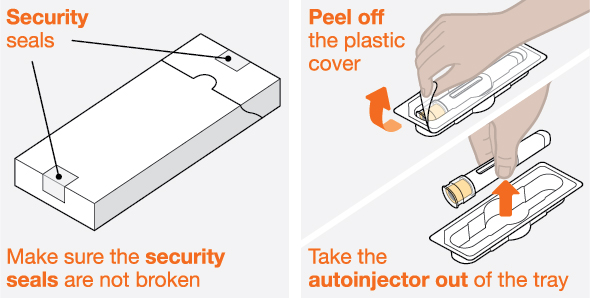 Security
seals
Make sure the security
seals are not broken
Peel off
the plastic
cover
Take the
autoinjector out of the tray